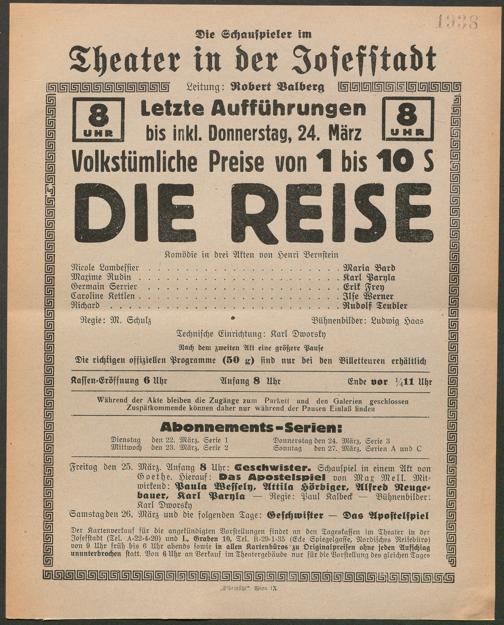 1938
Die Schauspieler im
Theater in der Josefstadt
Leitung: Robert Valberg
8 UHR
Letzte Aufführungen
8 UHR
bis inkl. Donnerstag, 24. März
Volkstümliche Preise von 1 bis 10 S
DIE REISE
Komödie in drei Akten von Henri Bernstein
Nicole Lambessier . . . . . . . . . . Maria Bard
Maxime Rudin . . . . . . . . . . Karl Paryla
Germain Serrier . . . . . . . . . . Erik Frey
Caroline Kettlen . . . . . . . . . . Ilse Werner
Richard . . . . . . . . . . Rudolf Teubler
Regie: M. Schulz Bühnenbilder: Ludwig Haas
Technische Einrichtung: Karl Dworsky
Nach dem zweiten Akt eine größere Pause
Die richtigen offiziellen Programme (50 g) sind nur bei den Billetteuren erhältlich
Kassen-Eröffnung 6 Uhr Anfang 8 Uhr Ende vor ¼11 Uhr
Während der Akte bleiben die Zugänge zum Parkett und den Galerien geschlossen
Zuspätkommende können daher nur während der Pausen Einlaß finden
Abonnements-Serien:
Dienstag den 22. März, Serie 1 Donnerstag den 24. März, Serie 3
Mittwoch den 23. März, Serie 2 Sonntag den 27. März, Serien A und C
Freitag den 25. März. Anfang 8 Uhr: Geschwister. Schauspiel in einem Akt von
Goethe. Hierauf: Das Apostelspiel von Max Mell. Mit-
wirkend: Paula Wessely, Attila Hörbiger, Alfred Neuge-
bauer, Karl Paryla — Regie: Paul Kalbeck — Bühnenbilder:
Karl Dworsky
Samstag den 26. März und die folgenden Tage: Geschwister — Das Apostelspiel
Der Kartenverkauf für die angekündigten Vorstellungen findet an den Tageskassen im Theater in der
Josefstadt (Tel. A-22-4-20) und I., Graben 10, Tel. R-29-1-35 (Ecke Spiegelgasse, Nordisches Reisebüro)
von 9 Uhr früh bis 6 Uhr abends sowie in allen Kartenbüros zu Originalpreisen ohne jeden Aufschlag
ununterbrochen statt. Von 6 Uhr an Verkauf im Theatergebäude nur für die Vorstellung des gleichen Tages
Wien IX.